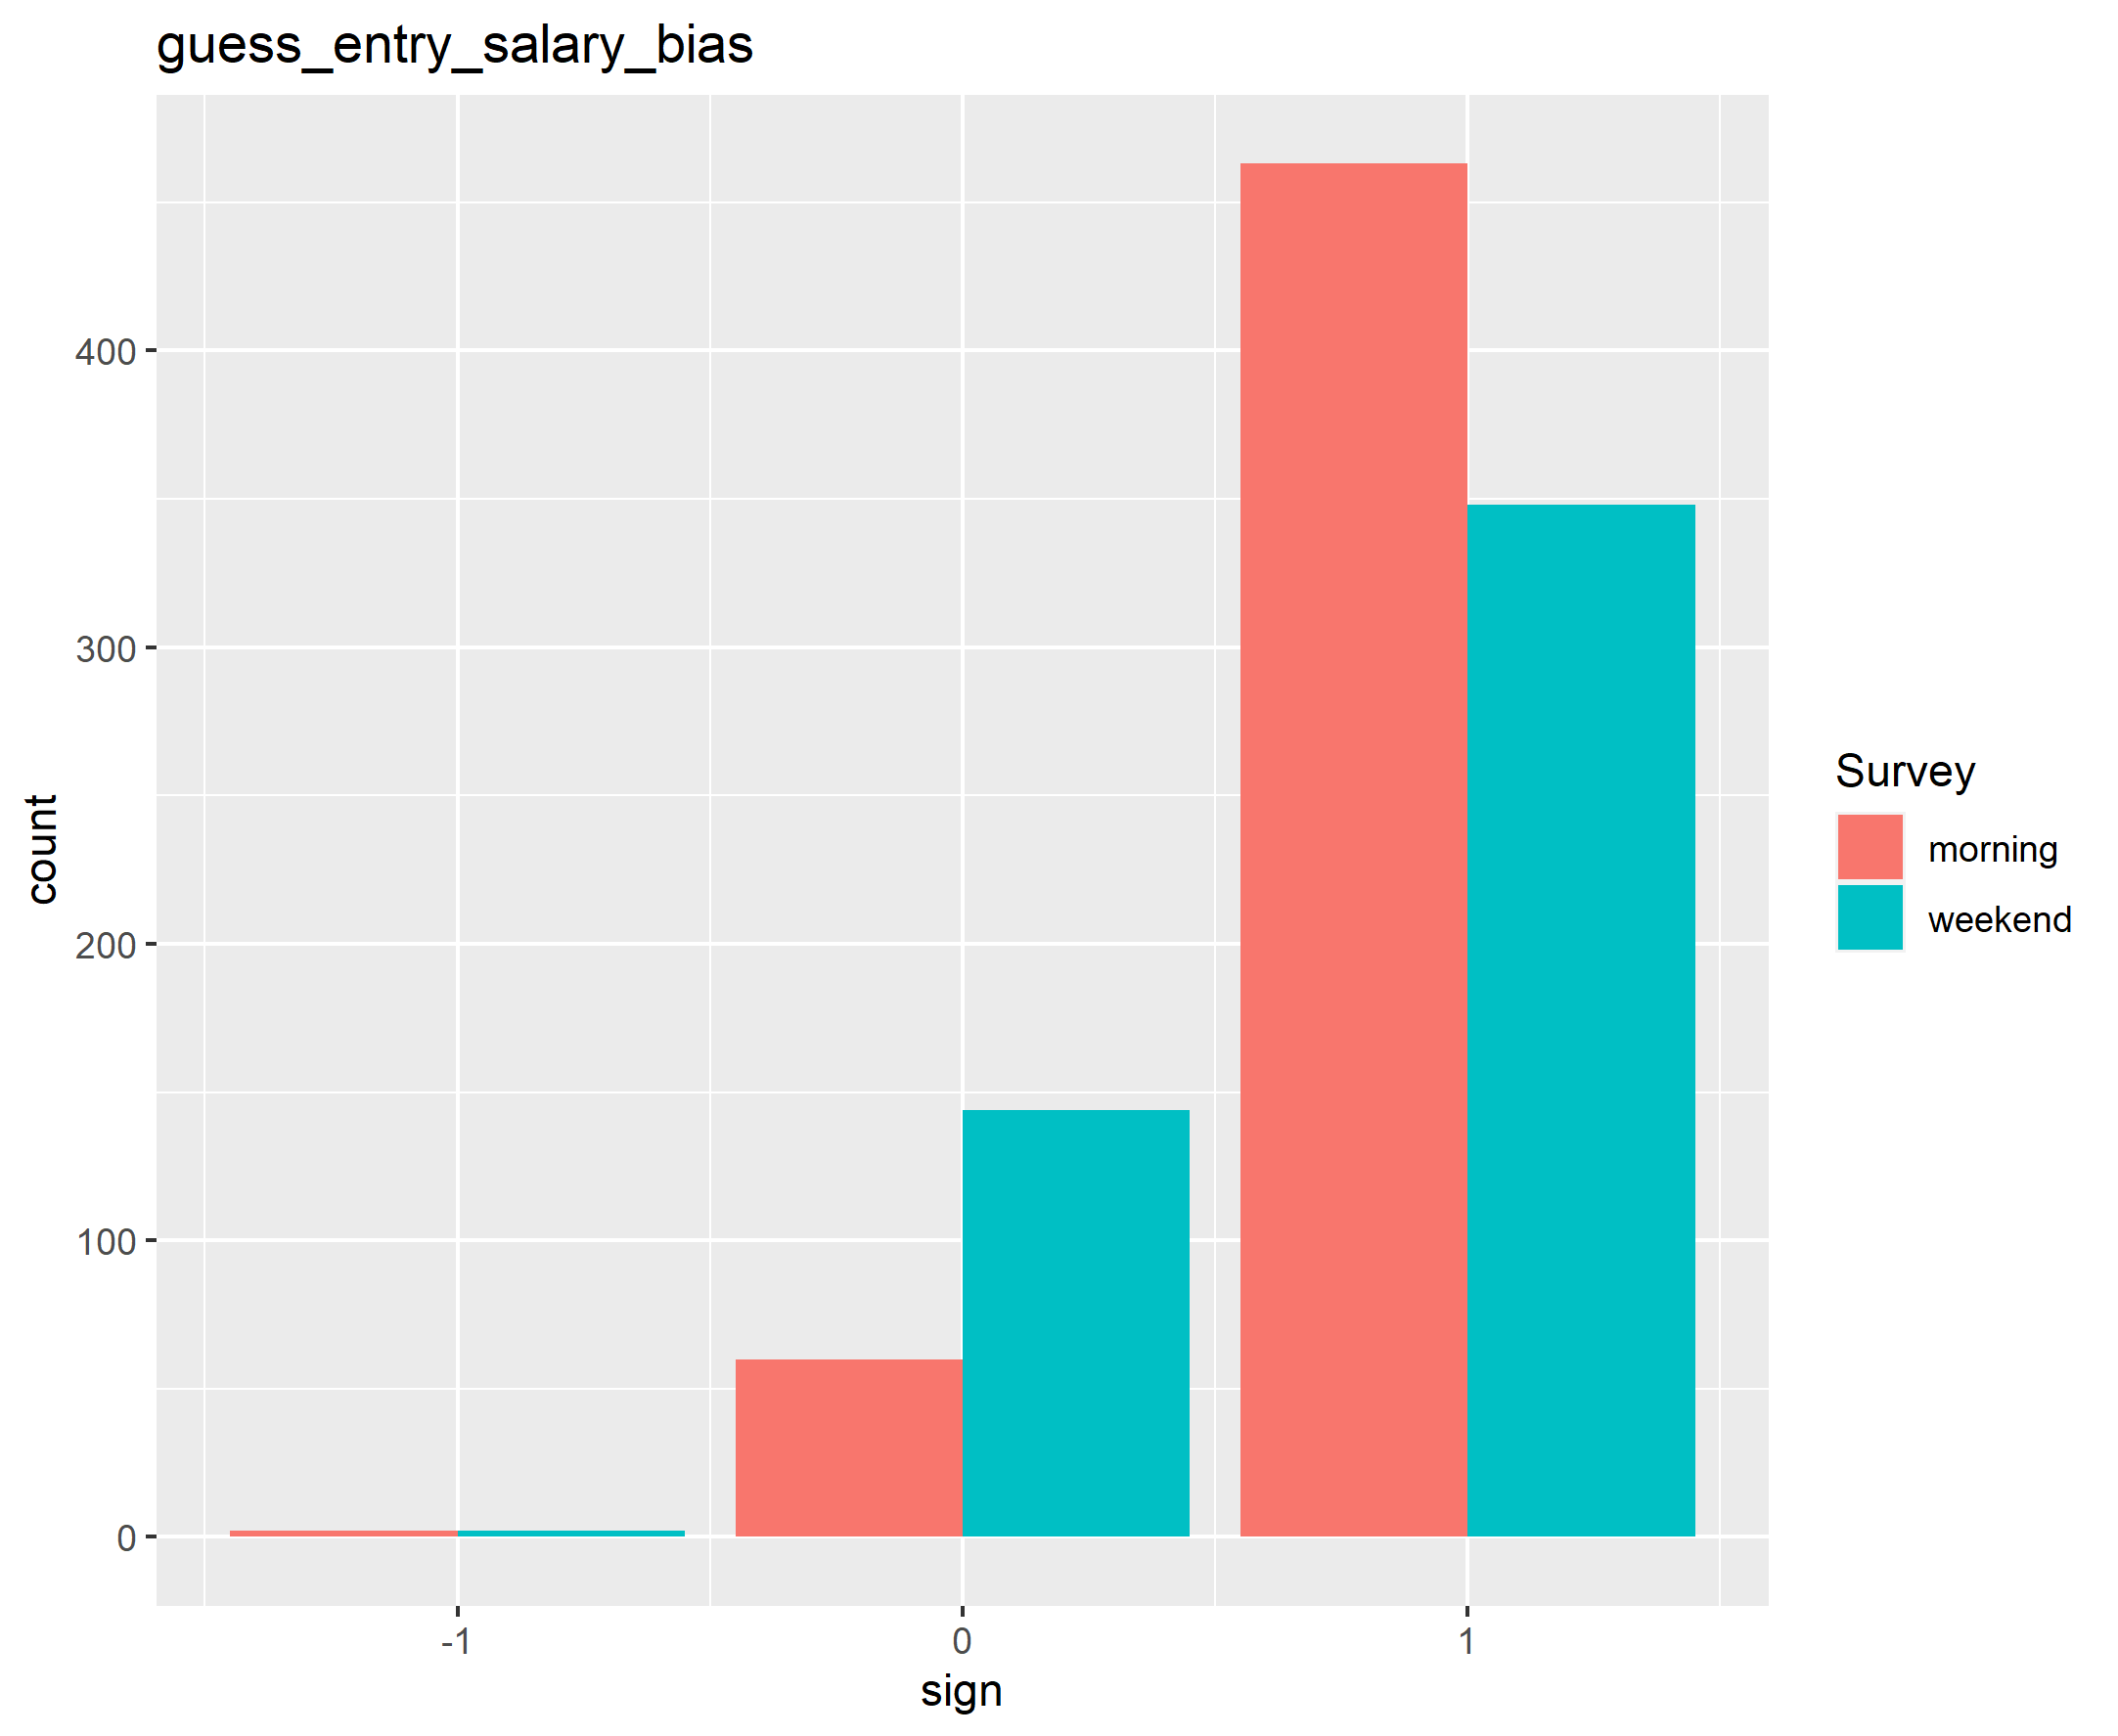 guess_entry_salary_bias
400
300
200
100
0
count
-1
0
1
sign
Survey
morning
weekend